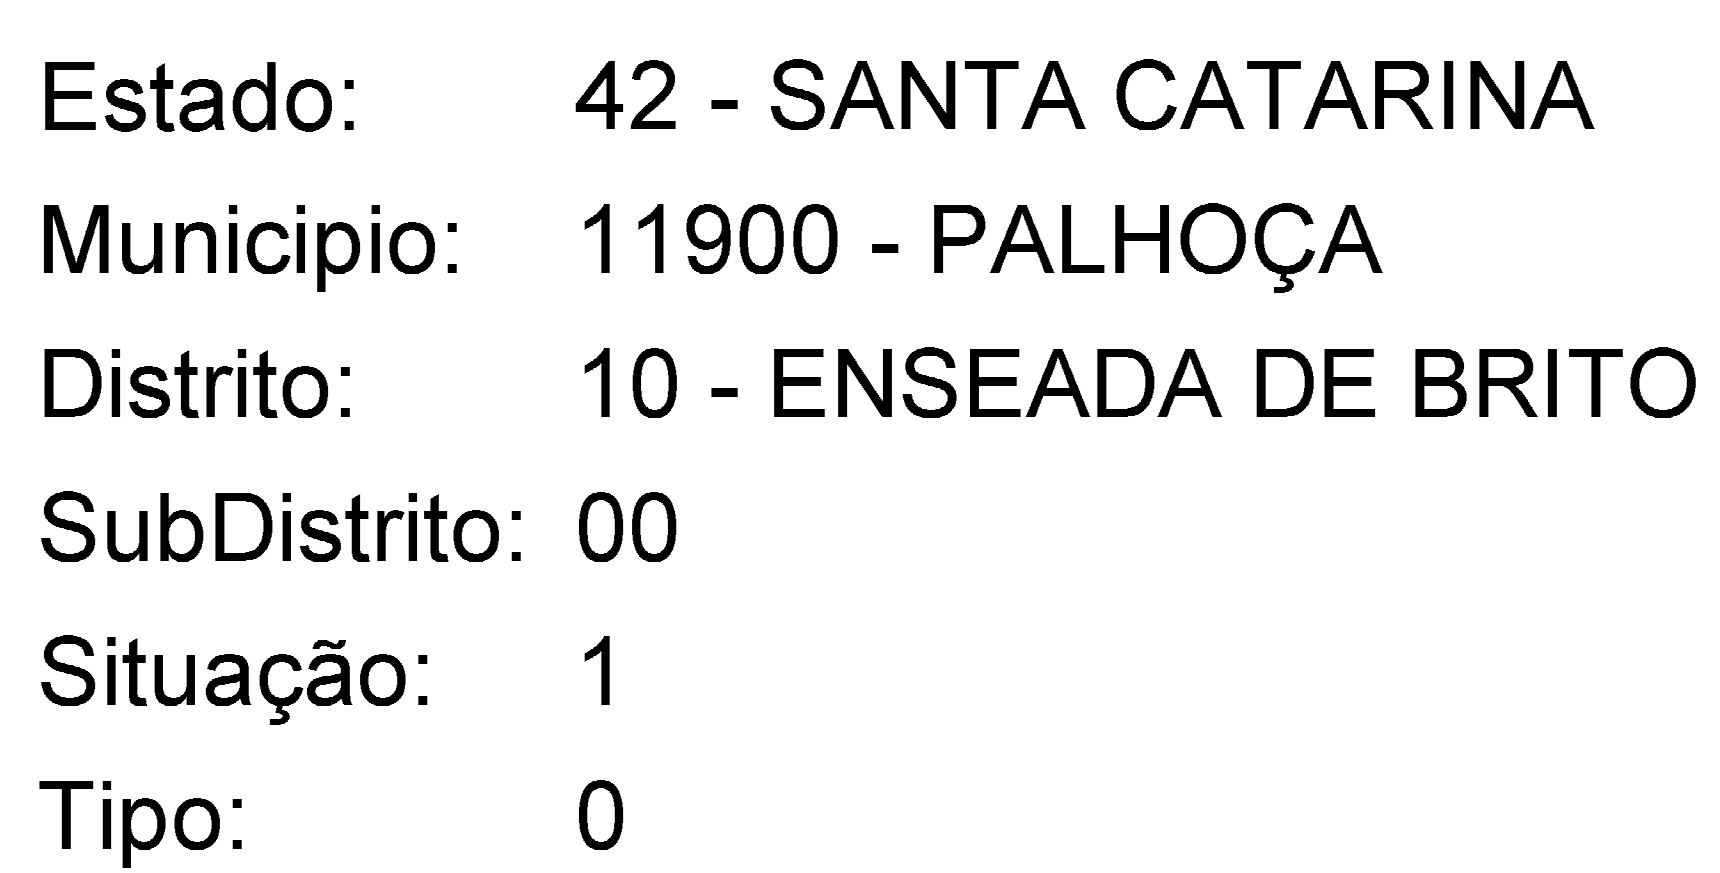 Estado: 42 - SANTA CATARINA
Municipio: 11900 - PALHOÇA
Distrito: 10 - ENSEADA DE BRITO
SubDistrito: 00
Situação: 1
Tipo: 0